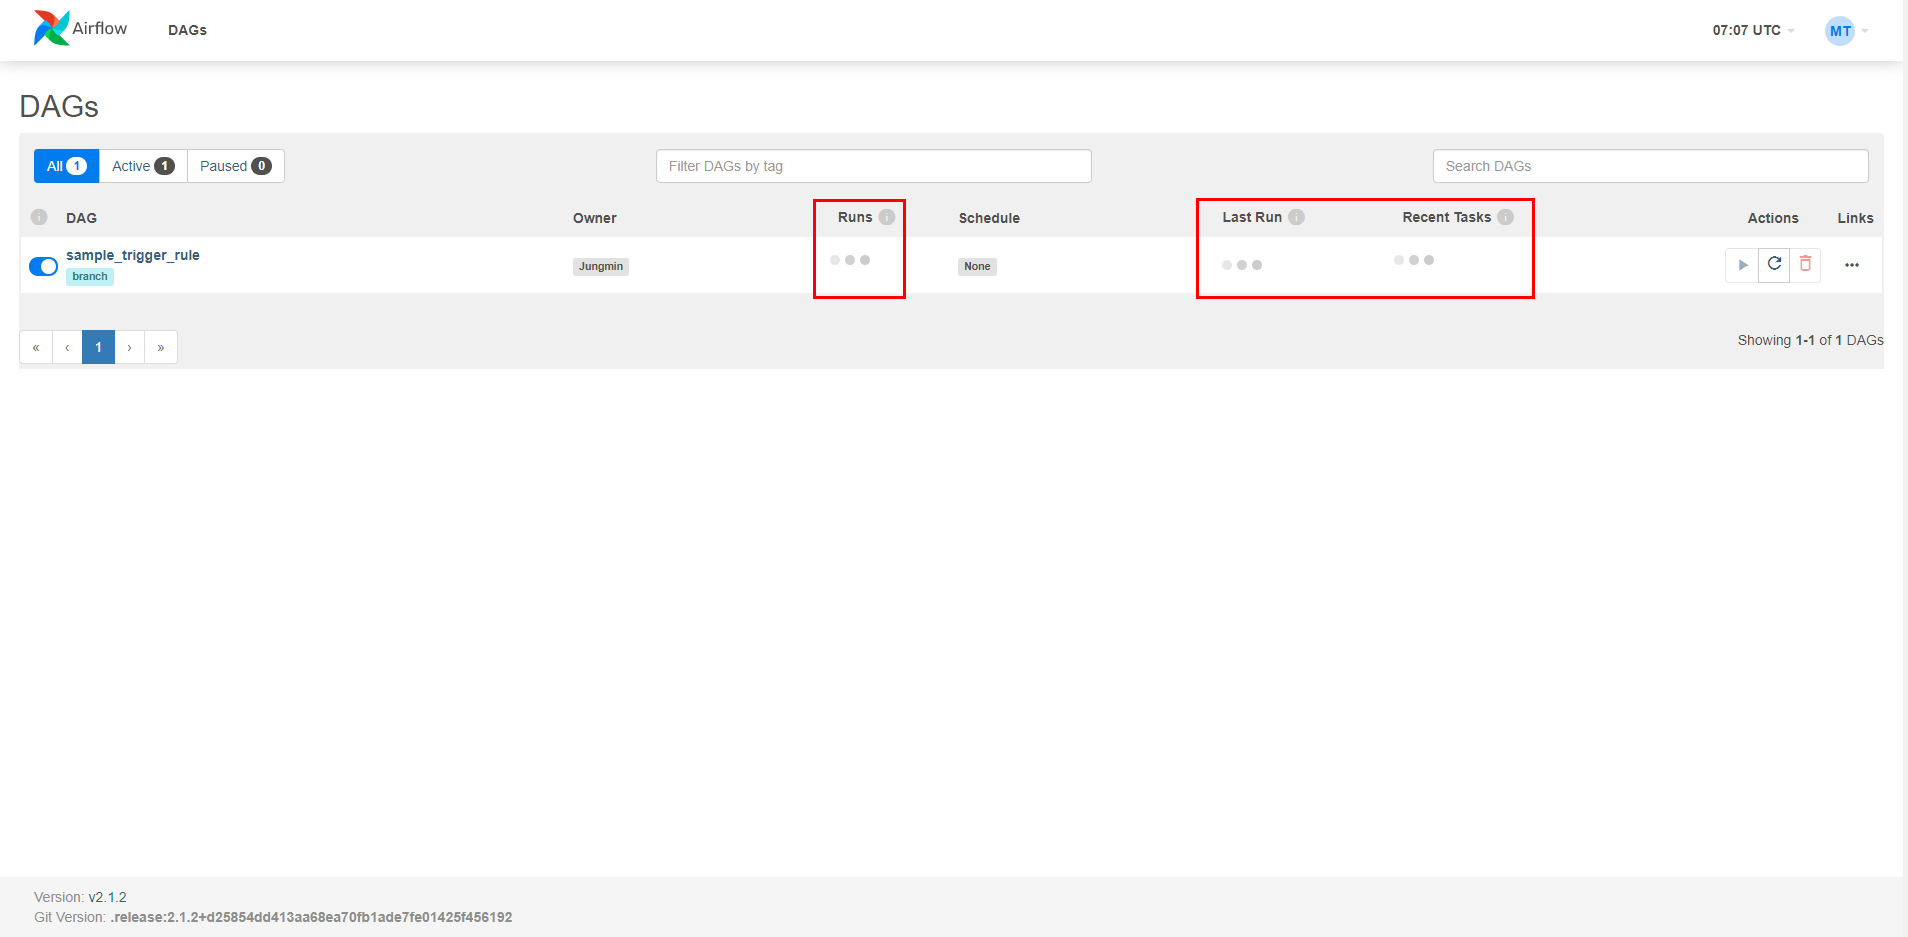 Airflow DAGs 07:07 UTC MT
DAGs
All 1 Active 1 Paused 0 Filter DAGs by tag Search DAGs
i DAG Owner Runs i Schedule Last Run i Recent Tasks i Actions Links
sample_trigger_rule
branch Jungmin None
« ‹ 1 › » Showing 1-1 of 1 DAGs
Version: v2.1.2
Git Version: .release:2.1.2+d25854dd413aa68ea70fb1ade7fe01425f456192